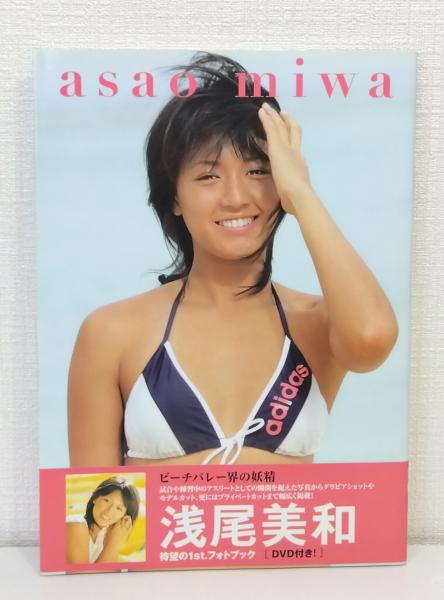 asao miwa
adidas
ビーチバレー界の妖精
試合や練習中のアスリートとしての瞬間を捉えた写真からグラビアショットや
モデルカット、更にはプライベートカットまで幅広く掲載!
浅尾美和
待望の1st.フォトブック [DVD付き!]